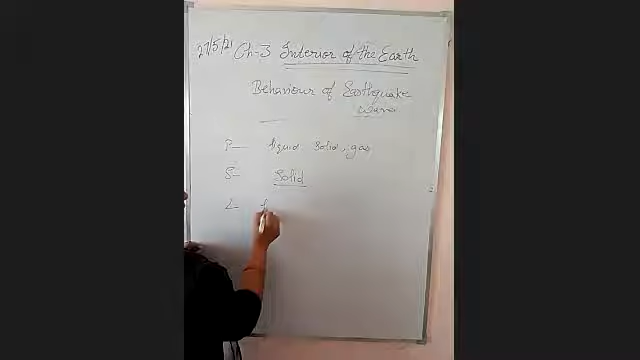 27/5/21 Ch-3 Interior of the Earth
Behaviour of Earthquake
waves
P— liquid solid, gas
S— Solid
L—